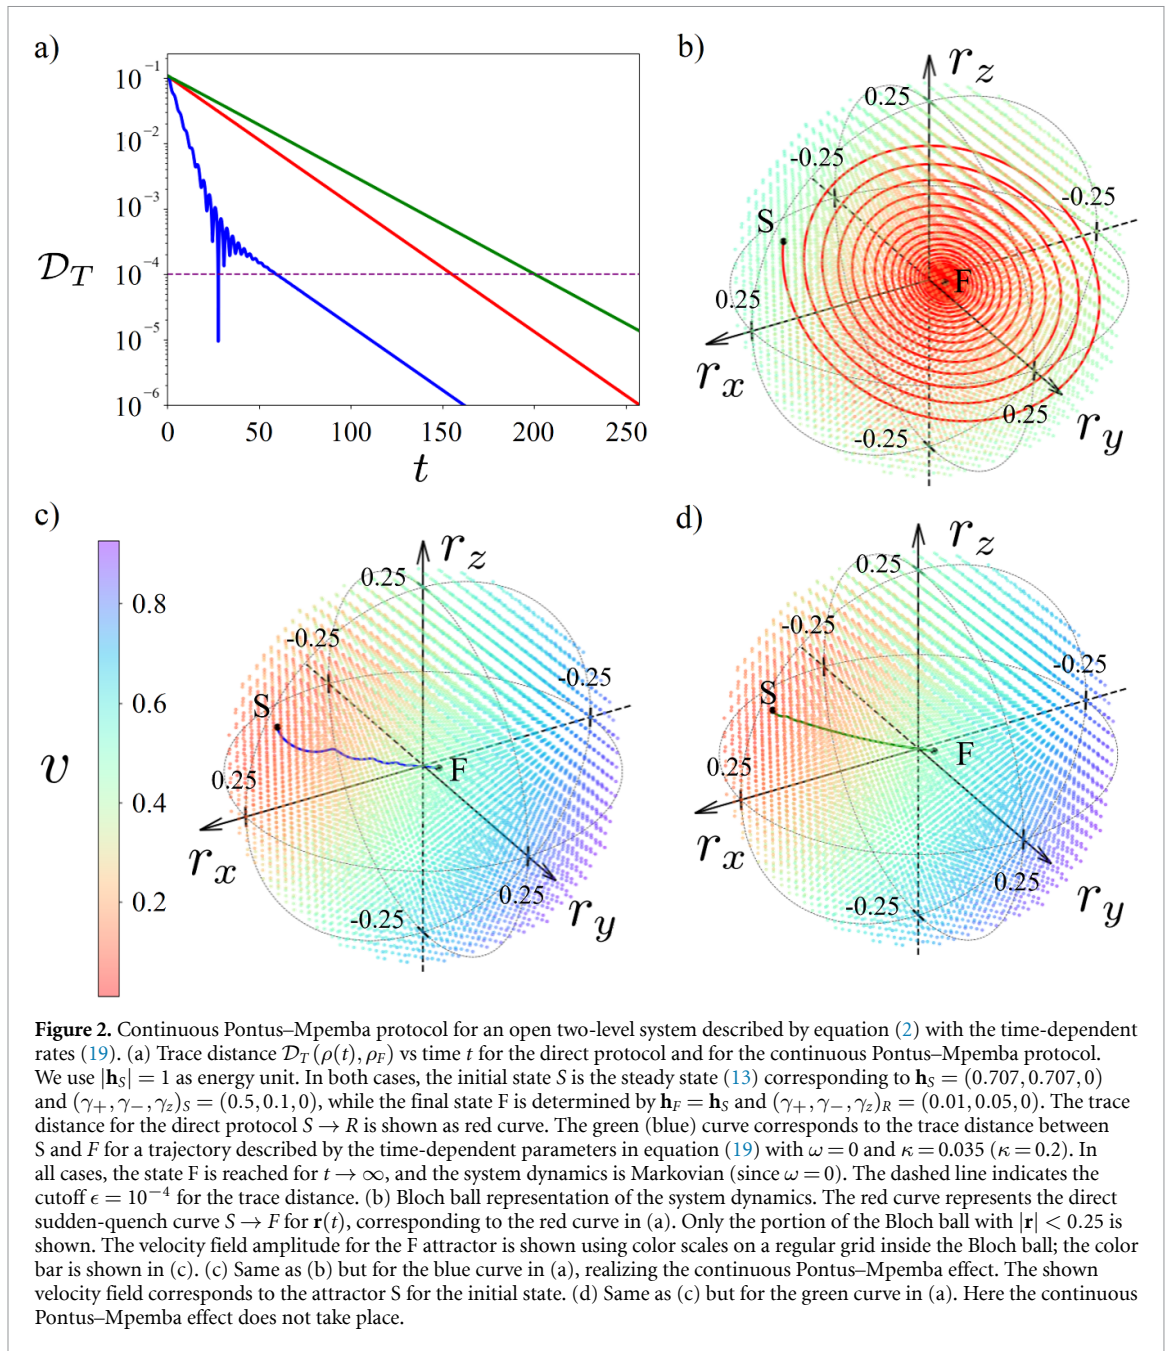 a)
10⁻¹
10⁻²
10⁻³
𝒟_T
10⁻⁴
10⁻⁵
10⁻⁶
0 50 100 150 200 250
t
b)
r_z
0.25
-0.25
-0.25
S
F
0.25
r_x
0.25
-0.25
r_y
c)
0.8
0.6
υ
0.4
0.2
r_z
0.25
-0.25
-0.25
S
F
0.25
r_x
0.25
-0.25
r_y
d)
r_z
0.25
-0.25
-0.25
S
F
0.25
r_x
0.25
-0.25
r_y
Figure 2. Continuous Pontus–Mpemba protocol for an open two-level system described by equation (2) with the time-dependent
rates (19). (a) Trace distance 𝒟_T(ρ(t), ρ_F) vs time t for the direct protocol and for the continuous Pontus–Mpemba protocol.
We use |h_S| = 1 as energy unit. In both cases, the initial state S is the steady state (13) corresponding to h_S = (0.707, 0.707, 0)
and (γ₊, γ₋, γ_z)_S = (0.5, 0.1, 0), while the final state F is determined by h_F = h_S and (γ₊, γ₋, γ_z)_R = (0.01, 0.05, 0). The trace
distance for the direct protocol S → R is shown as red curve. The green (blue) curve corresponds to the trace distance between
S and F for a trajectory described by the time-dependent parameters in equation (19) with ω = 0 and κ = 0.035 (κ = 0.2). In
all cases, the state F is reached for t → ∞, and the system dynamics is Markovian (since ω = 0). The dashed line indicates the
cutoff ϵ = 10⁻⁴ for the trace distance. (b) Bloch ball representation of the system dynamics. The red curve represents the direct
sudden-quench curve S → F for r(t), corresponding to the red curve in (a). Only the portion of the Bloch ball with |r| < 0.25 is
shown. The velocity field amplitude for the F attractor is shown using color scales on a regular grid inside the Bloch ball; the color
bar is shown in (c). (c) Same as (b) but for the blue curve in (a), realizing the continuous Pontus–Mpemba effect. The shown
velocity field corresponds to the attractor S for the initial state. (d) Same as (c) but for the green curve in (a). Here the continuous
Pontus–Mpemba effect does not take place.